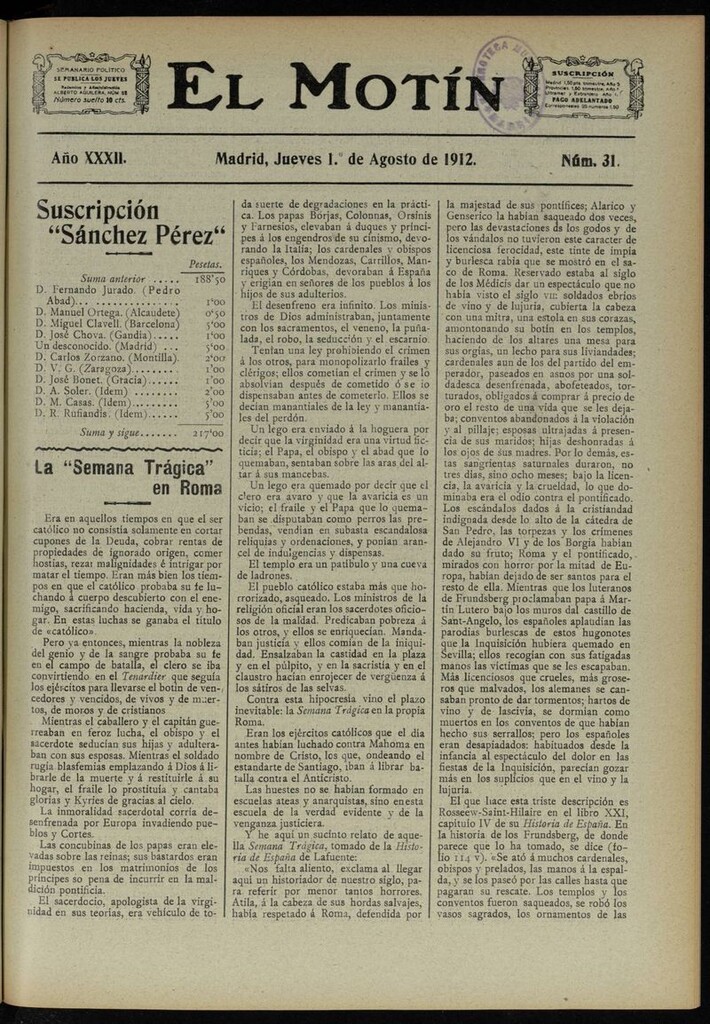 SEMANARIO POLÍTICO
SE PUBLICA LOS JUEVES
ALBERTO AGUILERA, NÚM 52
Número suelto 10 cts.
EL MOTÍN
SUSCRIPCIÓN
PAGO ADELANTADO
Año XXXII.
Madrid, Jueves 1.º de Agosto de 1912.
Núm. 31.
Suscripción
"Sánchez Pérez"
Pesetas.
Suma anterior ..... 188'50
D. Fernando Jurado. (Pedro
Abad)... 1'00
D. Manuel Ortega. (Alcaudete) 0'50
D. Miguel Clavell. (Barcelona) 5'00
D. José Chova. (Gandia).... 1'00
Un desconocido. (Madrid)... 5'00
D. Carlos Zorzano. (Montilla). 2'00
D. V. G. (Zaragoza)........ 1'00
D. José Bonet. (Gracia)..... 1'00
D. A. Soler. (Idem)......... 2'00
D. M. Casas. (Idem)........ 5'00
D. R. Rufiandis. (Idem)..... 5'00
Suma y sigue....... 217'00
La "Semana Trágica"
en Roma
Era en aquellos tiempos en que el ser
católico no consistía solamente en cortar
cupones de la Deuda, cobrar rentas de
propiedades de ignorado origen, comer
hostias, rezar malignidades é intrigar por
matar el tiempo. Eran más bien los tiem-
pos en que el católico probaba su fe lu-
chando á cuerpo descubierto con el ene-
migo, sacrificando hacienda, vida y ho-
gar. En estas luchas se ganaba el título
de «católico».
Pero ya entonces, mientras la nobleza
del genio y de la sangre probaba su fe
en el campo de batalla, el clero se iba
convirtiendo en el Tenardier que seguía
los ejércitos para llevarse el botín de ven-
cedores y vencidos, de vivos y de muertos,
de moros y de cristianos
Mientras el caballero y el capitán gue-
rreaban en feroz lucha, el obispo y el
sacerdote seducían sus hijas y adultera-
ban con sus esposas. Mientras el soldado
rugía blasfemias emplazando á Dios á li-
brarle de la muerte y á restituirle á su
hogar, el fraile lo prostituía y cantaba
glorias y Kyries de gracias al cielo.
La inmoralidad sacerdotal corría de-
senfrenada por Europa invadiendo pue-
blos y Cortes.
Las concubinas de los papas eran ele-
vadas sobre las reinas; sus bastardos eran
impuestos en los matrimonios de los
príncipes so pena de incurrir en la mal-
dición pontificia.
El sacerdocio, apologista de la virgi-
nidad en sus teorías, era vehículo de to-
da suerte de degradaciones en la prácti-
ca. Los papas Borjas, Colonnas, Orsinis
y Farnesios, elevaban á duques y prínci-
pes á los engendros de su cinismo, devo-
rando la Italia; los cardenales y obispos
españoles, los Mendozas, Carrillos, Man-
riques y Córdobas, devoraban á España
y erigían en señores de los pueblos á los
hijos de sus adulterios.
El desenfreno era infinito. Los minis-
tros de Dios administraban, juntamente
con los sacramentos, el veneno, la puña-
lada, el robo, la seducción y el escarnio.
Tentan una ley prohibiendo el crimen
á los otros, para monopolizarlo frailes y
clérigos; ellos cometían el crimen y se lo
absolvían después de cometido ó se lo
dispensaban antes de cometerlo. Ellos se
decían manantiales de la ley y manantia-
les del perdón.
Un lego era enviado á la hoguera por
decir que la virginidad era una virtud fic-
ticia; el Papa, el obispo y el abad que lo
quemaban, sentaban sobre las aras del al-
tar á sus mancebas.
Un lego era quemado por decir que el
clero era avaro y que la avaricia es un
vicio; el fraile y el Papa que lo quema-
ban se disputaban como perros las pre-
bendas, vendían en subasta escandalosa
reliquias y ordenaciones, y ponían aran-
cel de indulgencias y dispensas.
El templo era un patíbulo y una cueva
de ladrones.
El pueblo católico estaba más que ho-
rrorizado, asqueado. Los ministros de la
religión oficial eran los sacerdotes oficio-
sos de la maldad. Predicaban pobreza á
los otros, y ellos se enriquecían. Manda-
ban justicia y ellos comían de la iniqui-
dad. Ensalzaban la castidad en la plaza
y en el púlpito, y en la sacristía y en el
claustro hacían enrojecer de vergüenza á
los sátiros de las selvas.
Contra esta hipocresía vino el plazo
inevitable: la Semana Trágica en la propia
Roma.
Eran los ejércitos católicos que el día
antes habían luchado contra Mahoma en
nombre de Cristo, los que, ondeando el
estandarte de Santiago, iban á librar ba-
talla contra el Anticristo.
Las huestes no se habían formado en
escuelas ateas y anarquistas, sino en esta
escuela de la verdad evidente y de la
venganza justiciera.
Y he aquí un sucinto relato de aque-
lla Semana Trágica, tomado de la Histo-
ria de España de Lafuente:
«Nos falta aliento, exclama al llegar
aquí un historiador de nuestro siglo, pa-
ra referir por menor tantos horrores.
Atila, á la cabeza de sus hordas salvajes,
había respetado á Roma, defendida por
la majestad de sus pontífices; Alarico y
Genserico la habían saqueado dos veces,
pero las devastaciones de los godos y de
los vándalos no tuvieron este caracter de
licenciosa ferocidad, este tinte de impía
y burlesca rabia que se mostró en el sa-
co de Roma. Reservado estaba al siglo
de los Médicis dar un espectáculo que no
había visto el siglo VII: soldados ebrios
de vino y de lujuria, cubierta la cabeza
con una mitra, una estola en sus corazas,
amontonando su botín en los templos,
haciendo de los altares una mesa para
sus orgías, un lecho para sus liviandades;
cardenales aun de los del partido del em-
perador, paseados en asnos por una sol-
dadesca desenfrenada, abofeteados, tor-
turados, obligados á comprar á precio de
oro el resto de una vida que se les deja-
ba; conventos abandonados á la violación
y al pillaje; esposas ultrajadas á presen-
cia de sus maridos; hijas deshonradas á
los ojos de sus madres. Por lo demás, es-
tas sangrientas saturnales duraron, no
tres días, sino ocho meses; bajo la licen-
cia, la avaricia y la crueldad, lo que do-
minaba era el odio contra el pontificado.
Los escándalos dados á la cristiandad
indignada desde lo alto de la cátedra de
San Pedro, las torpezas y los crímenes
de Alejandro VI y de los Borgia habían
dado su fruto; Roma y el pontificado,
mirados con horror por la mitad de Eu-
ropa, habían dejado de ser santos para el
resto de ella. Mientras que los luteranos
de Frundsberg proclamaban papa á Mar-
tín Lutero bajo los muros del castillo de
Sant-Angelo, los españoles aplaudían las
parodias burlescas de estos hugonotes
que la Inquisición hubiera quemado en
Sevilla; ellos recogían con sus fatigadas
manos las víctimas que se les escapaban.
Más licenciosos que crueles, más grose-
ros que malvados, los alemanes se can-
saban pronto de dar tormentos; hartos de
vino y de lascivia, se dormían como
muertos en los conventos de que habían
hecho sus serrallos; pero los españoles
eran desapiadados: habituados desde la
infancia al espectáculo del dolor en las
fiestas de la Inquisición, parecían gozar
más en los suplicios que en el vino y la
lujuria.
El que hace esta triste descripción es
Rosseew-Saint-Hilaire en el libro XXI,
capítulo IV de su Historia de España. En
la historia de los Frundsberg, de donde
parece que lo ha tomado, se dice (fo-
lio 114 v). «Se ató á muchos cardenales,
obispos y prelados, las manos á la espal-
da, y se los paseó por las calles hasta que
pagaran su rescate. Los templos y los
conventos fueron saqueados, se robó los
vasos sagrados, los ornamentos de las